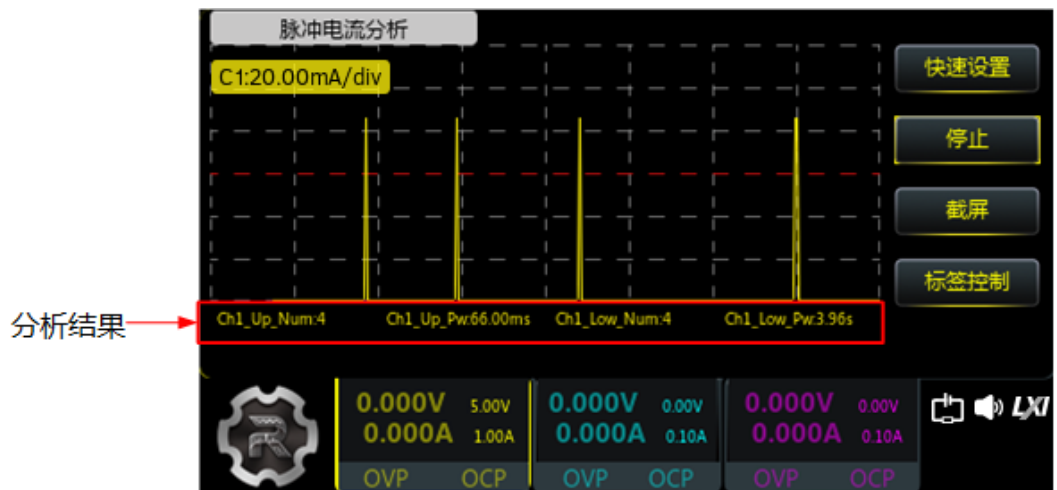 脉冲电流分析
C1:20.00mA/div
快速设置
停止
截屏
标签控制
分析结果
Ch1_Up_Num:4 Ch1_Up_Pw:66.00ms Ch1_Low_Num:4 Ch1_Low_Pw:3.96s
0.000V 5.00V 0.000V 0.00V 0.000V 0.00V
0.000A 1.00A 0.000A 0.10A 0.000A 0.10A
OVP OCP OVP OCP OVP OCP
R
LXI